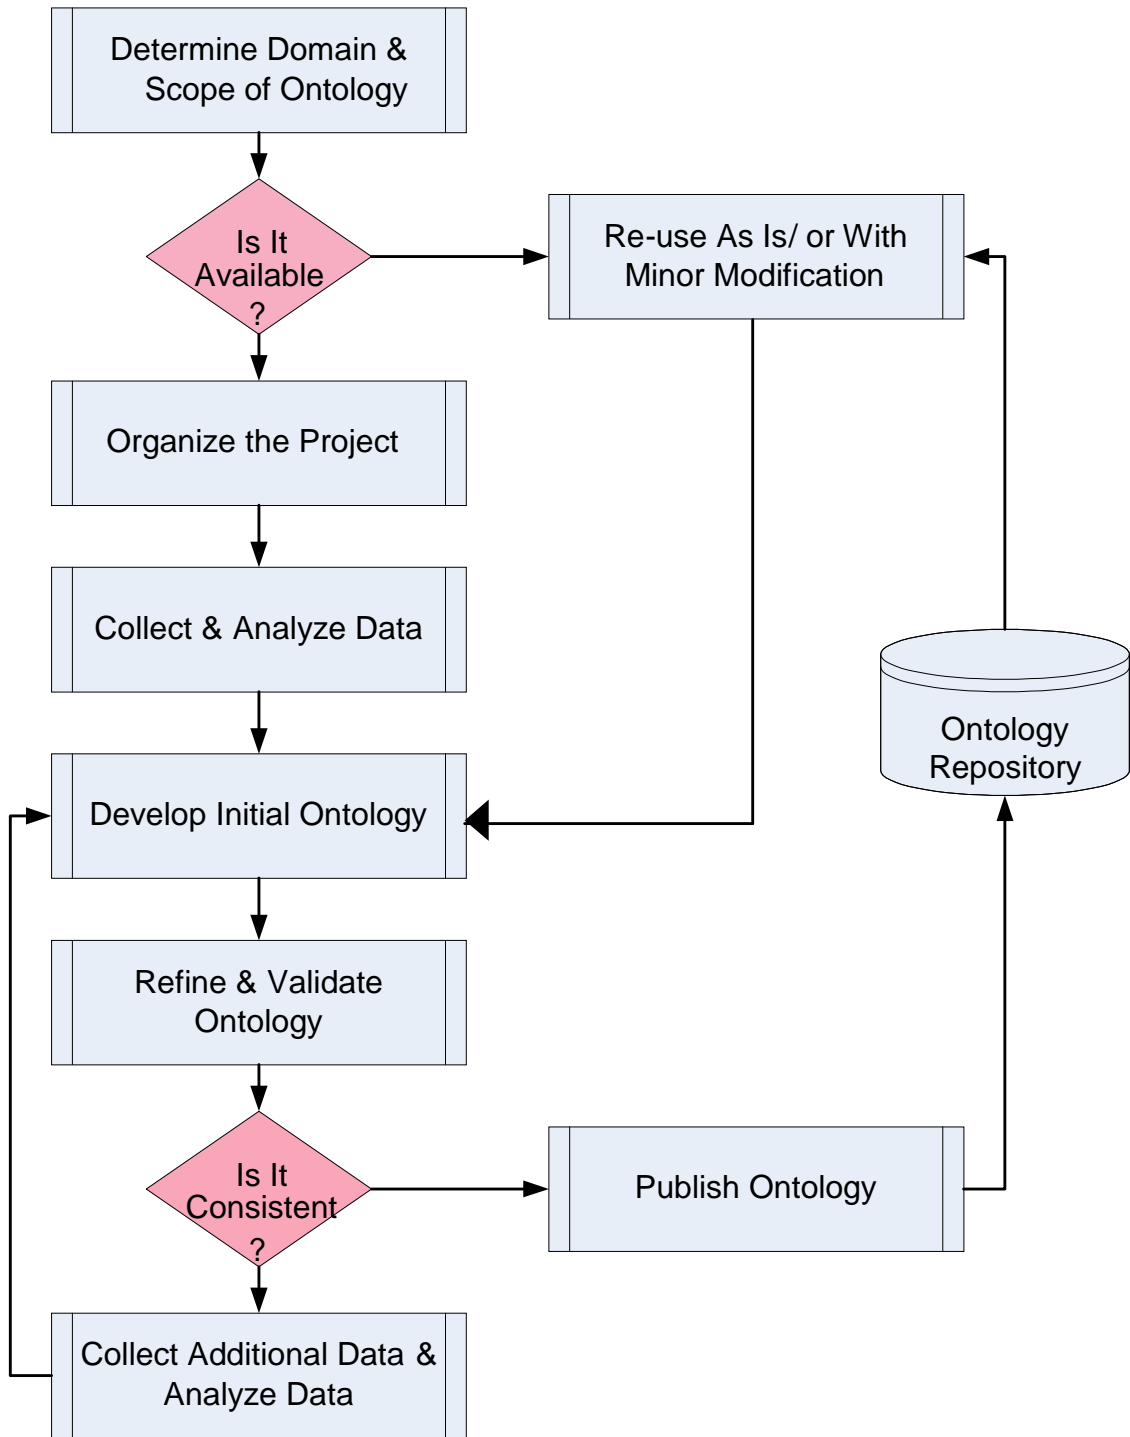 Determine Domain &
Scope of Ontology
Is It
Available
?
Re-use As Is/ or With
Minor Modification
Organize the Project
Collect & Analyze Data
Ontology
Repository
Develop Initial Ontology
Refine & Validate
Ontology
Is It
Consistent
?
Publish Ontology
Collect Additional Data &
Analyze Data